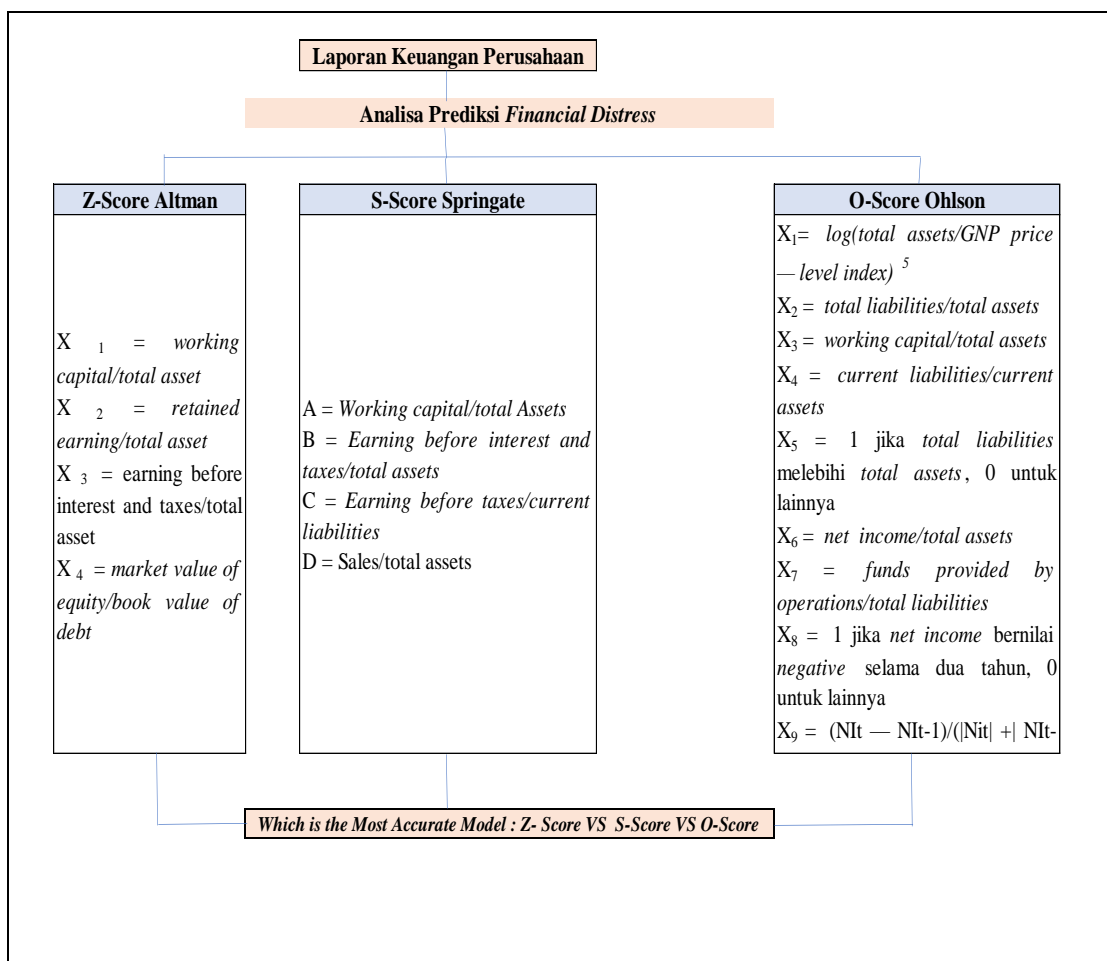 Laporan Keuangan Perusahaan
Analisa Prediksi Financial Distress
Z-Score Altman
X 1 = working
capital/total asset
X 2 = retained
earning/total asset
X 3 = earning before
interest and taxes/total
asset
X 4 = market value of
equity/book value of
debt
S-Score Springate
A = Working capital/total Assets
B = Earning before interest and
taxes/total assets
C = Earning before taxes/current
liabilities
D = Sales/total assets
O-Score Ohlson
X1= log(total assets/GNP price
— level index) 5
X2 = total liabilities/total assets
X3 = working capital/total assets
X4 = current liabilities/current
assets
X5 = 1 jika total liabilities
melebihi total assets, 0 untuk
lainnya
X6 = net income/total assets
X7 = funds provided by
operations/total liabilities
X8 = 1 jika net income bernilai
negative selama dua tahun, 0
untuk lainnya
X9 = (NIt — NIt-1)/(|Nit| +| NIt-
Which is the Most Accurate Model : Z- Score VS S-Score VS O-Score